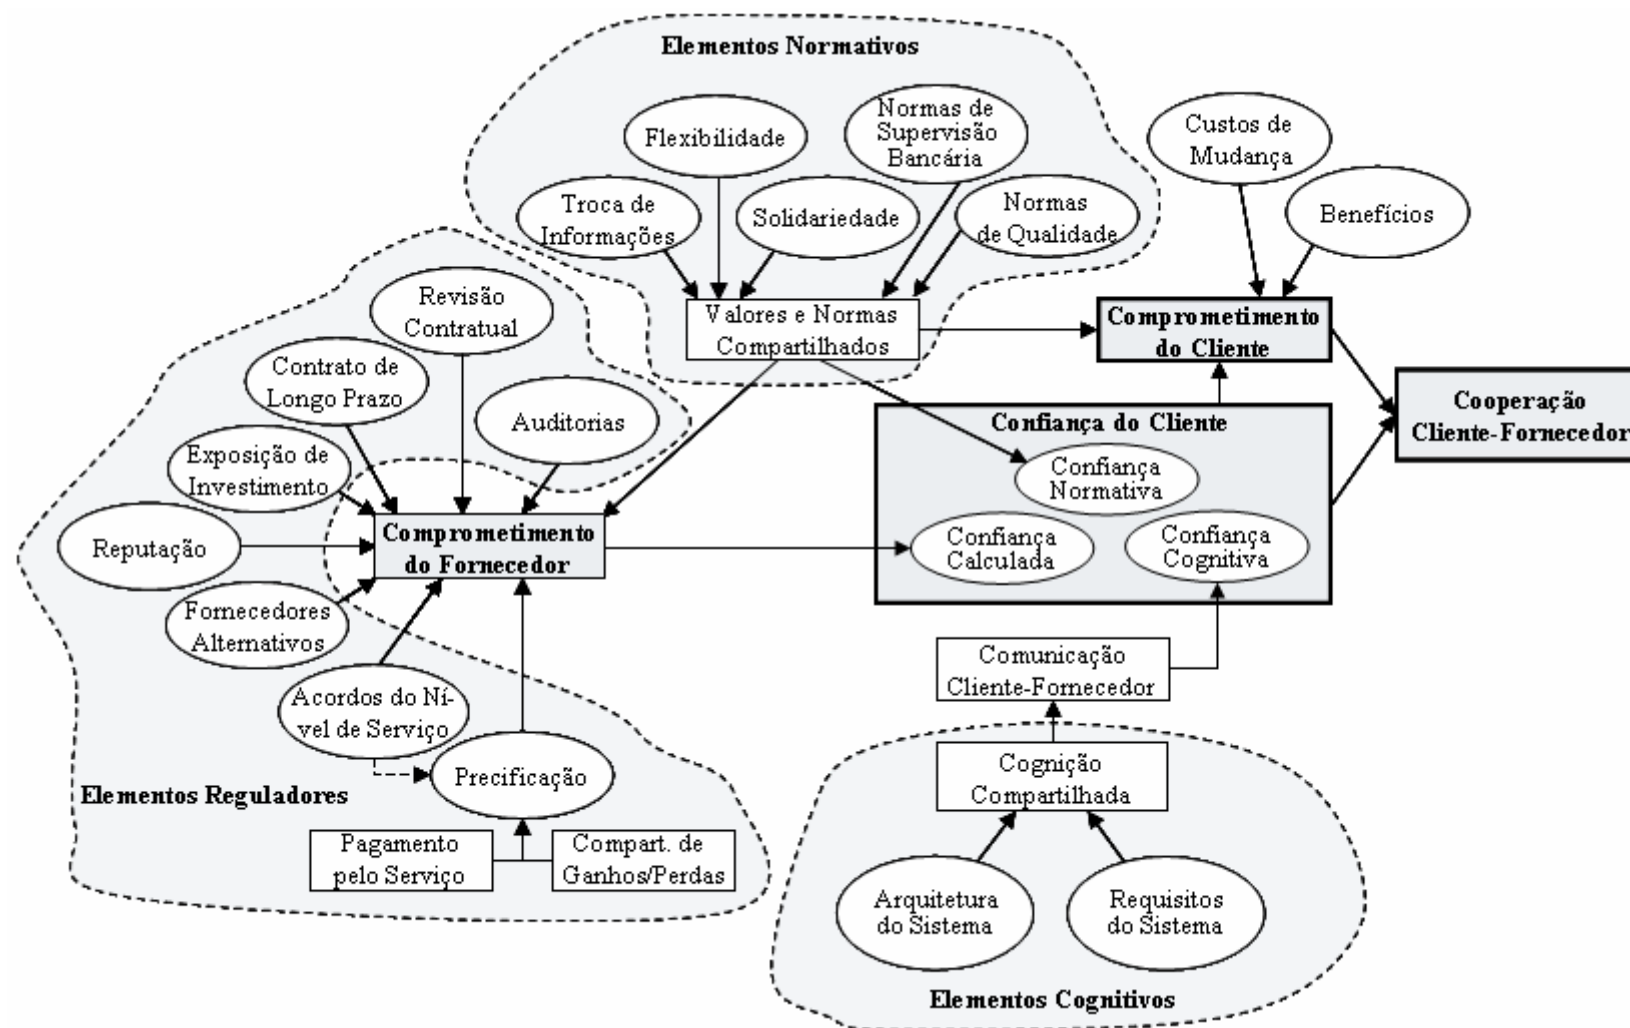 Elementos Normativos
Normas de
Supervisão
Bancária
Flexibilidade
Custos de
Mudança
Troca de
Informações
Solidariedade
Normas
de Qualidade
Benefícios
Revisão
Contratual
Valores e Normas
Compartilhados
Comprometimento
do Cliente
Contrato de
Longo Prazo
Auditorias
Confiança do Cliente
Cooperação
Cliente-Fornecedor
Exposição de
Investimento
Confiança
Normativa
Reputação
Comprometimento
do Fornecedor
Confiança
Calculada
Confiança
Cognitiva
Fornecedores
Alternativos
Comunicação
Cliente-Fornecedor
Acordos do Ní-
vel de Serviço
Precificação
Cognição
Compartilhada
Elementos Reguladores
Pagamento
pelo Serviço
Compart. de
Ganhos/Perdas
Arquitetura
do Sistema
Requisitos
do Sistema
Elementos Cognitivos